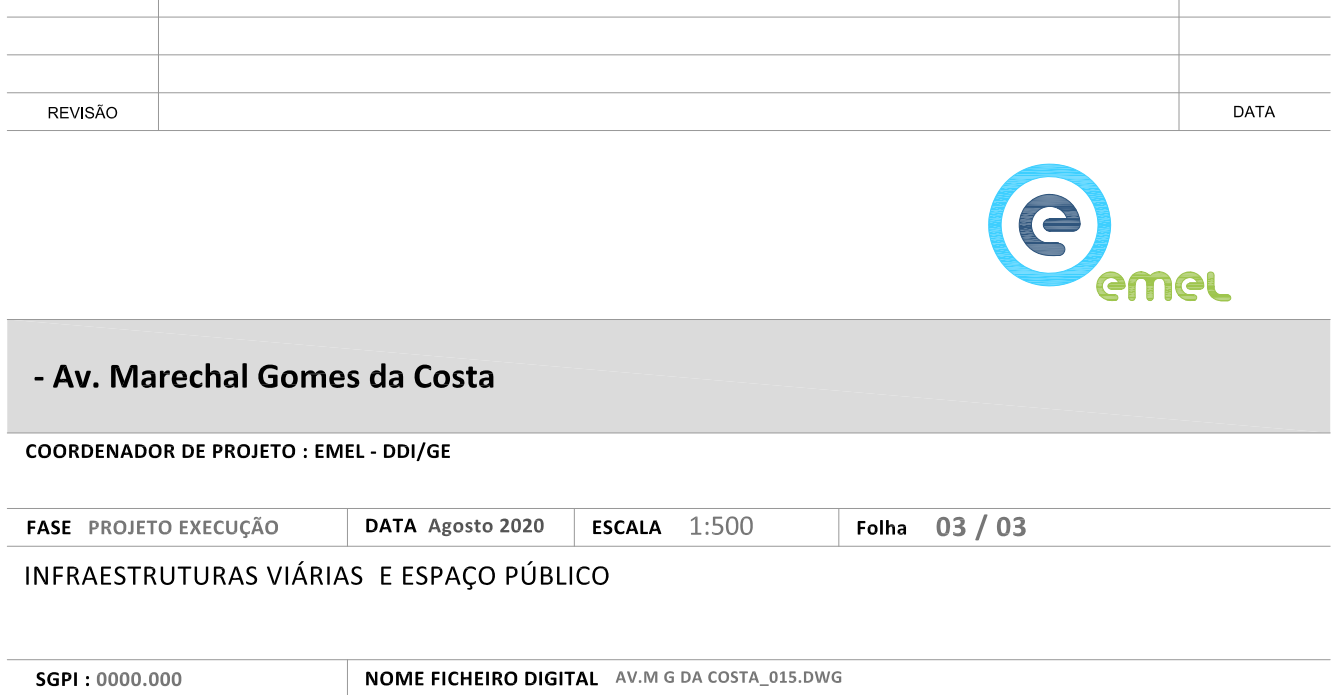 REVISÃO DATA
e
emel
- Av. Marechal Gomes da Costa
COORDENADOR DE PROJETO : EMEL - DDI/GE
FASE PROJETO EXECUÇÃO DATA Agosto 2020 ESCALA 1:500 Folha 03 / 03
INFRAESTRUTURAS VIÁRIAS E ESPAÇO PÚBLICO
SGPI : 0000.000 NOME FICHEIRO DIGITAL AV.M G DA COSTA_015.DWG